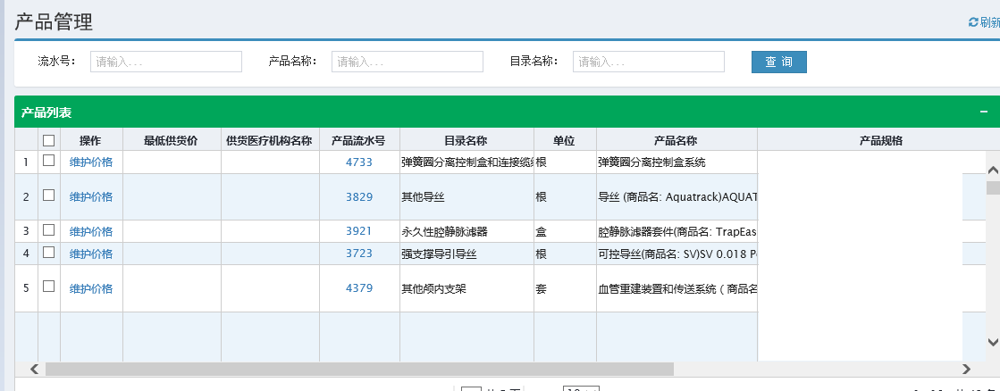 产品管理
刷新
流水号： 请输入... 产品名称： 请输入... 目录名称： 请输入... 查 询
产品列表
操作 最低供货价 供货医疗机构名称 产品流水号 目录名称 单位 产品名称 产品规格
1 维护价格 4733 弹簧圈分离控制盒和连接缆线 根 弹簧圈分离控制盒系统
2 维护价格 3829 其他导丝 根 导丝 (商品名: Aquatrack)AQUAT
3 维护价格 3921 永久性腔静脉滤器 盒 腔静脉滤器套件(商品名: TrapEas
4 维护价格 3723 强支撑导引导丝 根 可控导丝(商品名: SV)SV 0.018 P
5 维护价格 4379 其他颅内支架 套 血管重建装置和传送系统 ( 商品名